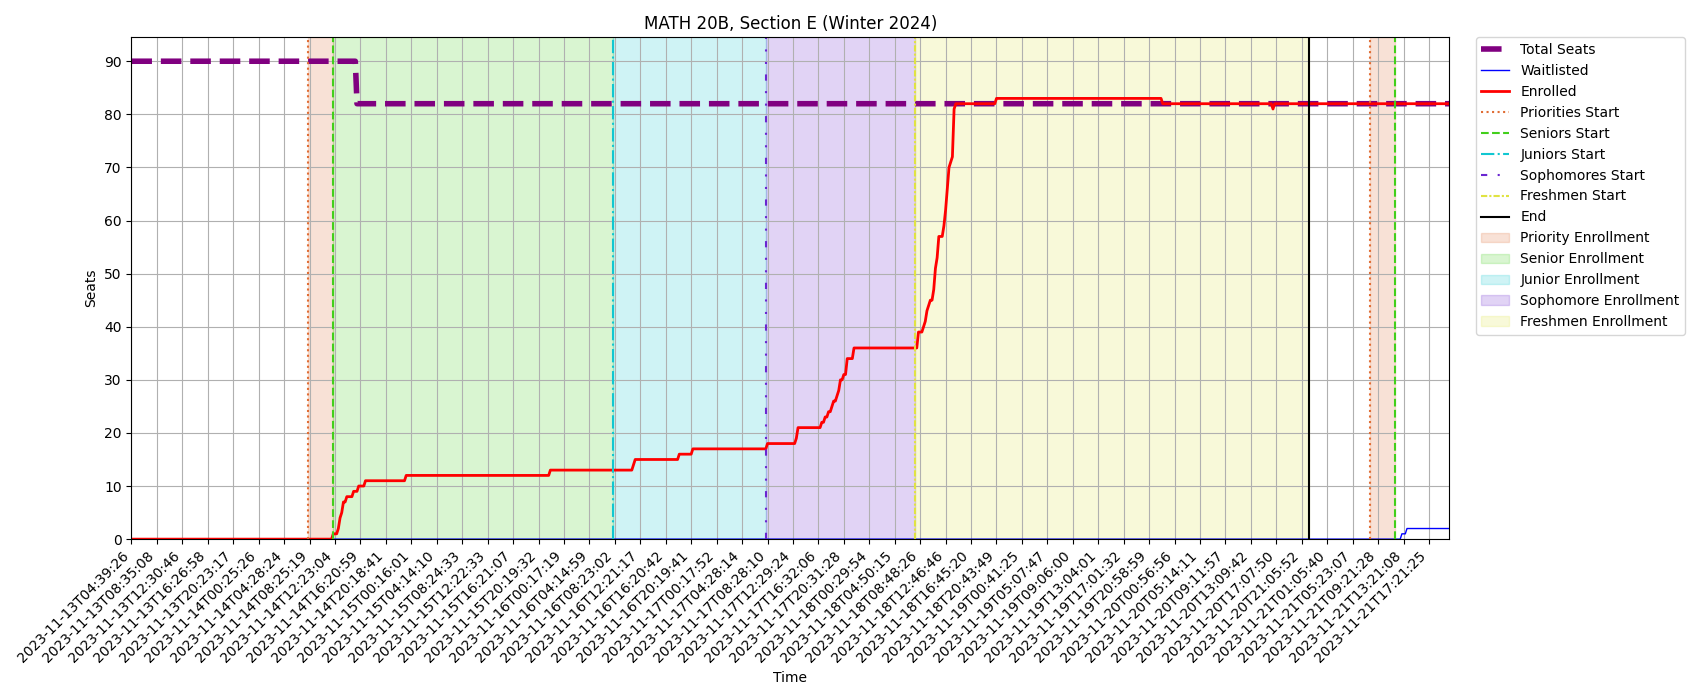 MATH 20B, Section E (Winter 2024)
Seats
90
80
70
60
50
40
30
20
10
0
2023-11-13T04:39:26
2023-11-13T08:35:08
2023-11-13T12:30:46
2023-11-13T16:26:58
2023-11-13T20:23:17
2023-11-14T00:25:26
2023-11-14T04:28:24
2023-11-14T08:25:19
2023-11-14T12:23:04
2023-11-14T16:20:59
2023-11-14T20:18:41
2023-11-15T00:16:01
2023-11-15T04:14:10
2023-11-15T08:24:33
2023-11-15T12:22:33
2023-11-15T16:21:07
2023-11-15T20:19:32
2023-11-16T00:17:19
2023-11-16T04:14:59
2023-11-16T08:23:02
2023-11-16T12:21:17
2023-11-16T16:20:42
2023-11-16T20:19:41
2023-11-17T00:17:52
2023-11-17T04:28:14
2023-11-17T08:28:10
2023-11-17T12:29:24
2023-11-17T16:32:06
2023-11-17T20:31:28
2023-11-18T00:29:54
2023-11-18T04:50:15
2023-11-18T08:48:26
2023-11-18T12:46:46
2023-11-18T16:45:20
2023-11-18T20:43:49
2023-11-19T00:41:25
2023-11-19T05:07:47
2023-11-19T09:06:00
2023-11-19T13:04:01
2023-11-19T17:01:32
2023-11-19T20:58:59
2023-11-20T00:56:56
2023-11-20T05:14:11
2023-11-20T09:11:57
2023-11-20T13:09:42
2023-11-20T17:07:50
2023-11-20T21:05:52
2023-11-21T01:05:40
2023-11-21T05:23:07
2023-11-21T09:21:28
2023-11-21T13:21:08
2023-11-21T17:21:25
Time
Total Seats
Waitlisted
Enrolled
Priorities Start
Seniors Start
Juniors Start
Sophomores Start
Freshmen Start
End
Priority Enrollment
Senior Enrollment
Junior Enrollment
Sophomore Enrollment
Freshmen Enrollment